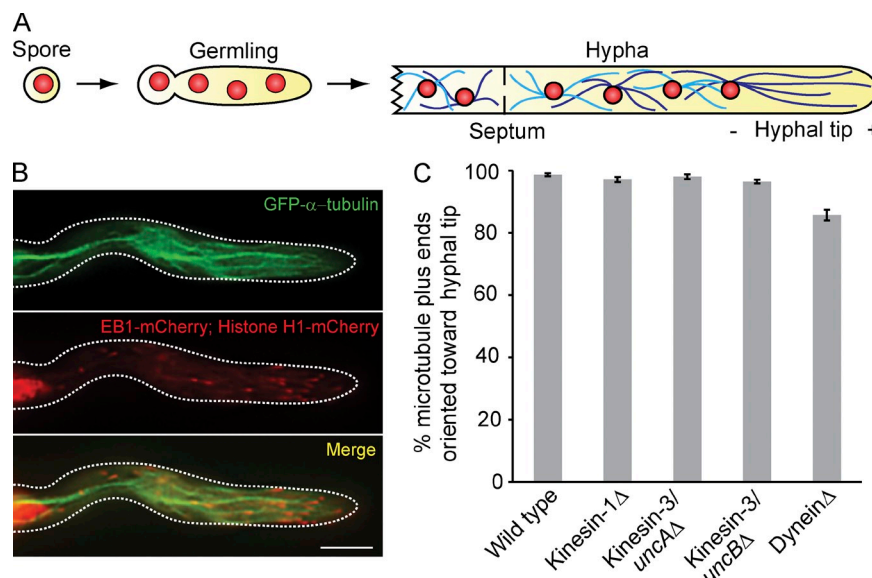 A
Spore
Germling
Hypha
Septum
- Hyphal tip +
B
GFP-α-tubulin
EB1-mCherry; Histone H1-mCherry
Merge
C
% microtubule plus ends
oriented toward hyphal tip
100
80
60
40
20
0
Wild type
Kinesin-1Δ
Kinesin-3/
uncAΔ
Kinesin-3/
uncBΔ
DyneinΔ